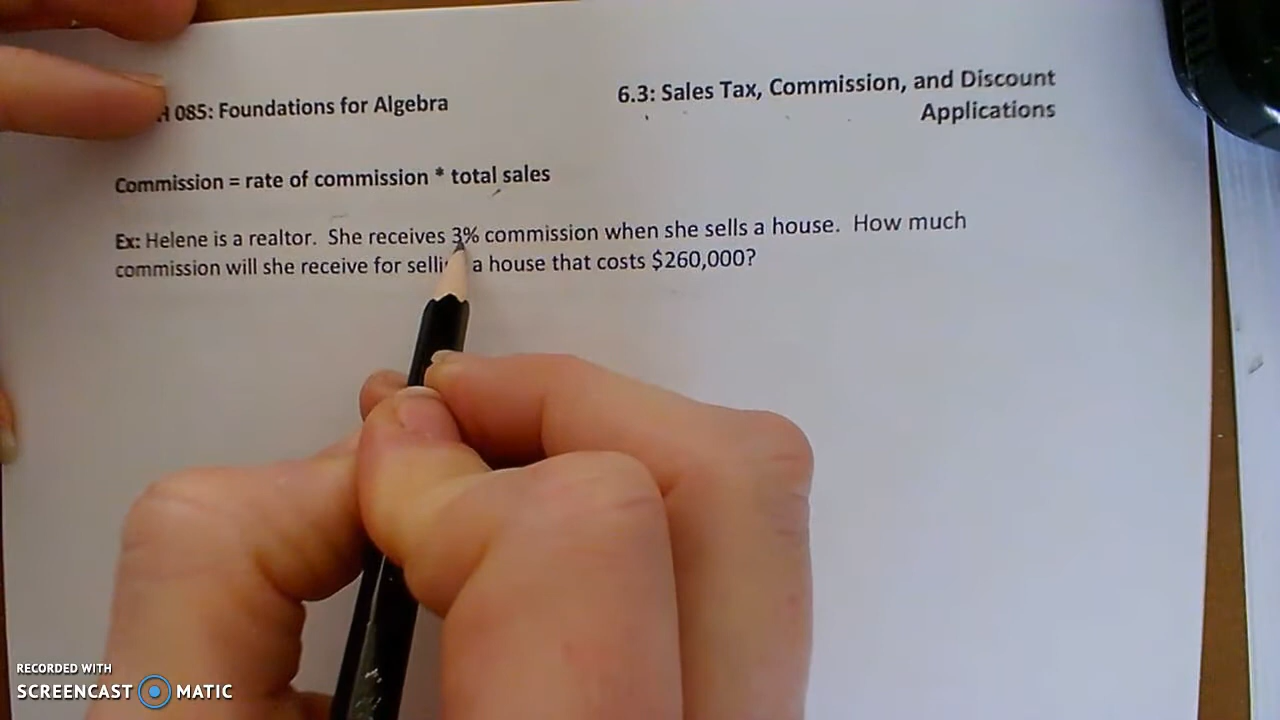 085: Foundations for Algebra
6.3: Sales Tax, Commission, and Discount
Applications
Commission = rate of commission * total sales
Ex: Helene is a realtor. She receives 3% commission when she sells a house. How much
commission will she receive for a house that costs $260,000?
RECORDED WITH
SCREENCAST MATIC